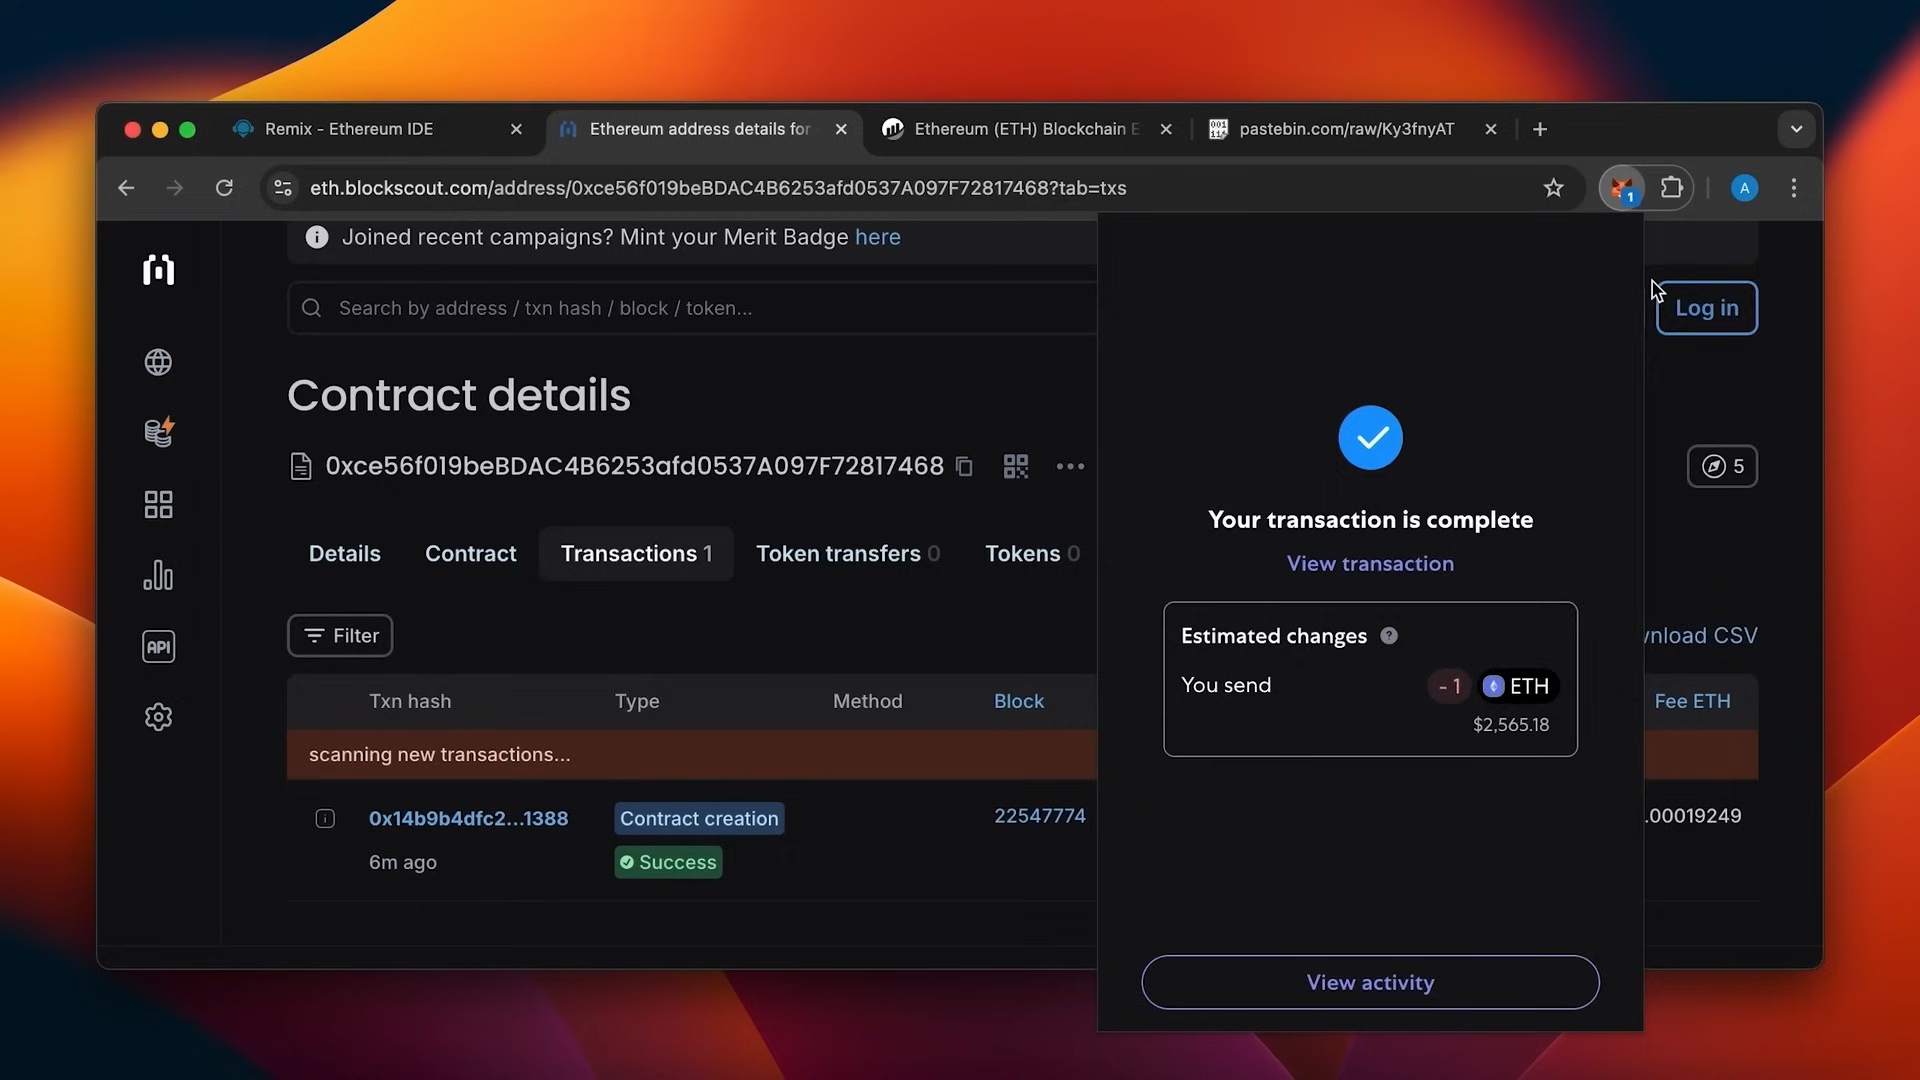 Remix - Ethereum IDE
Ethereum address details for
Ethereum (ETH) Blockchain E
pastebin.com/raw/Ky3fnyAT
eth.blockscout.com/address/0xce56f019beBDAC4B6253afd0537A097F72817468?tab=txs
1
A
Joined recent campaigns? Mint your Merit Badge here
Search by address / txn hash / block / token...
Log in
Contract details
0xce56f019beBDAC4B6253afd0537A097F72817468
5
Details
Contract
Transactions 1
Token transfers 0
Tokens 0
Filter
wnload CSV
API
Txn hash
Type
Method
Block
Fee ETH
scanning new transactions...
0x14b9b4dfc2...1388
Contract creation
22547774
.00019249
6m ago
Success
Your transaction is complete
View transaction
Estimated changes ?
You send
- 1
ETH
$2,565.18
View activity